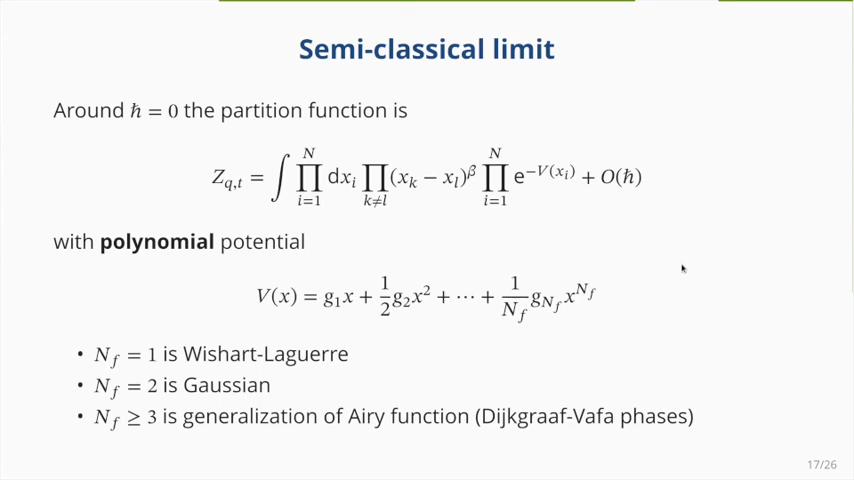 Semi-classical limit
Around ℏ = 0 the partition function is
Z_{q,t} = ∫ ∏_{i=1}^{N} dx_i ∏_{k≠l} (x_k − x_l)^β ∏_{i=1}^{N} e^{−V(x_i)} + O(ℏ)
with polynomial potential
V(x) = g_1 x + \frac{1}{2} g_2 x^2 + ⋯ + \frac{1}{N_f} g_{N_f} x^{N_f}
• N_f = 1 is Wishart-Laguerre
• N_f = 2 is Gaussian
• N_f ≥ 3 is generalization of Airy function (Dijkgraaf-Vafa phases)
17/26